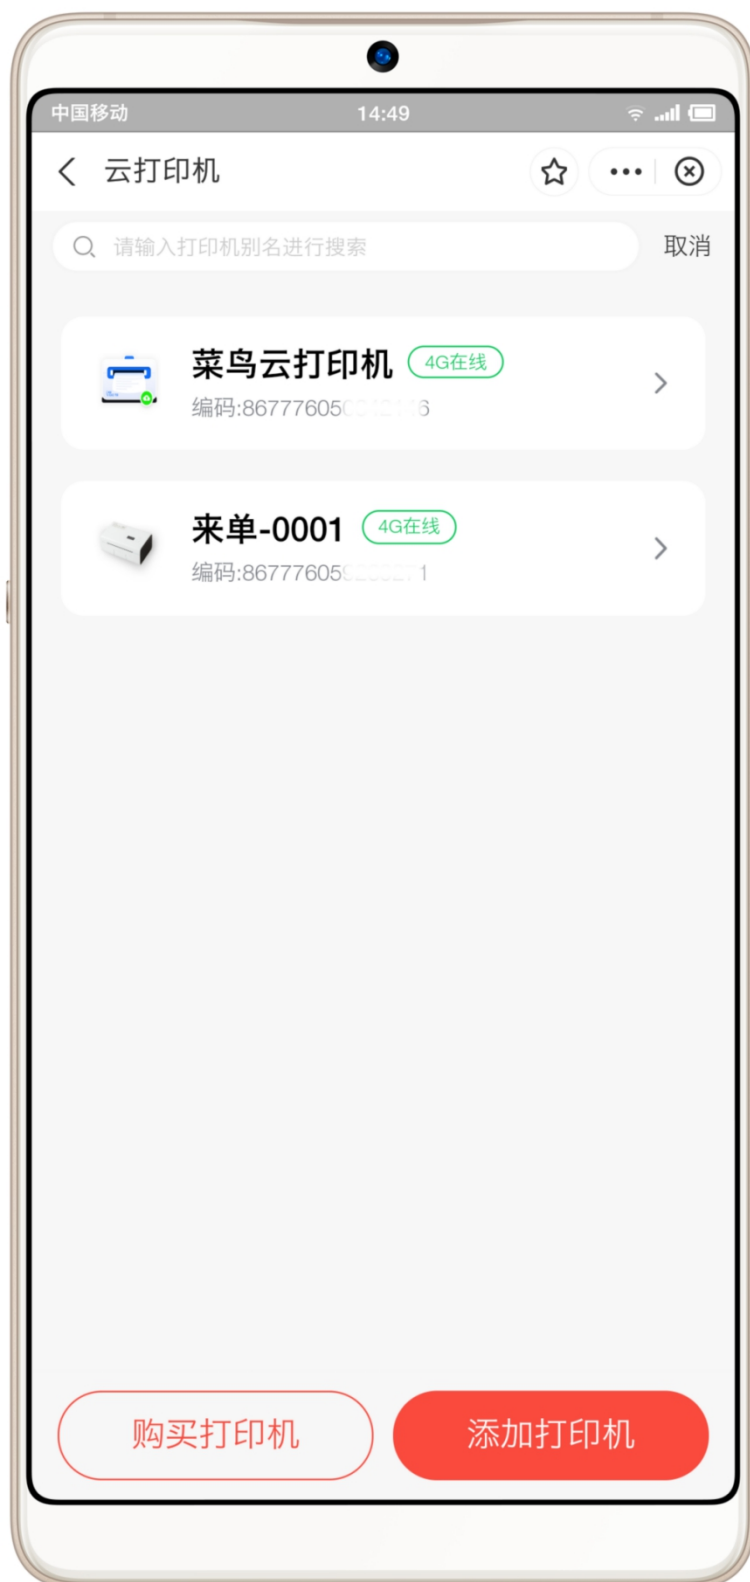 中国移动 14:49
云打印机
请输入打印机别名进行搜索 取消
菜鸟云打印机 4G在线
编码:867776050
来单-0001 4G在线
编码:867776059
购买打印机 添加打印机